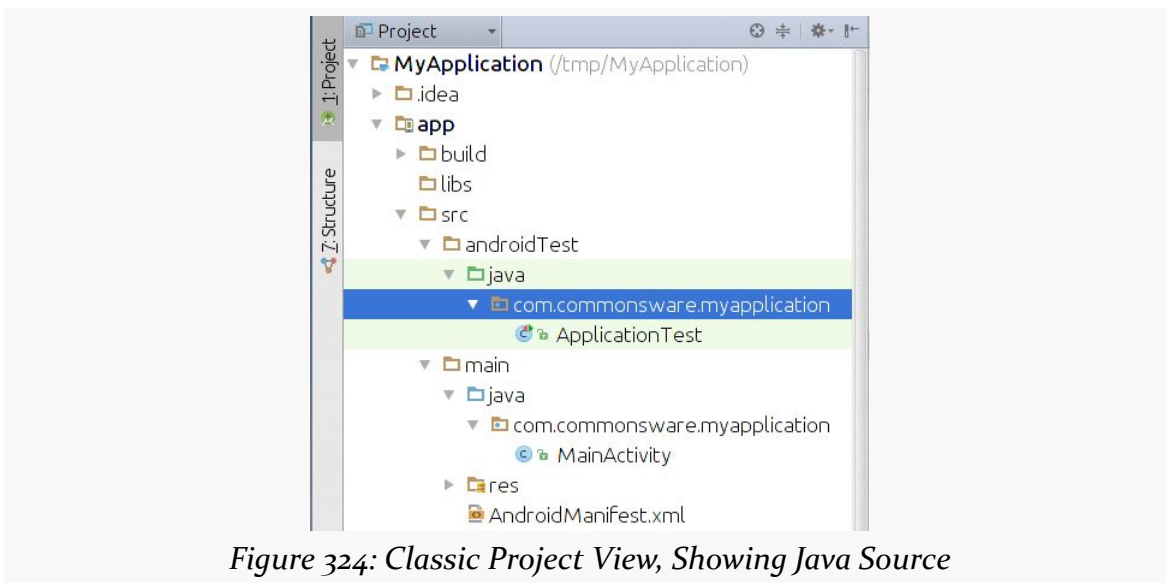 Project
1: Project
7: Structure
MyApplication (/tmp/MyApplication)
.idea
app
build
libs
src
androidTest
java
com.commonsware.myapplication
ApplicationTest
main
java
com.commonsware.myapplication
MainActivity
res
AndroidManifest.xml
Figure 324: Classic Project View, Showing Java Source